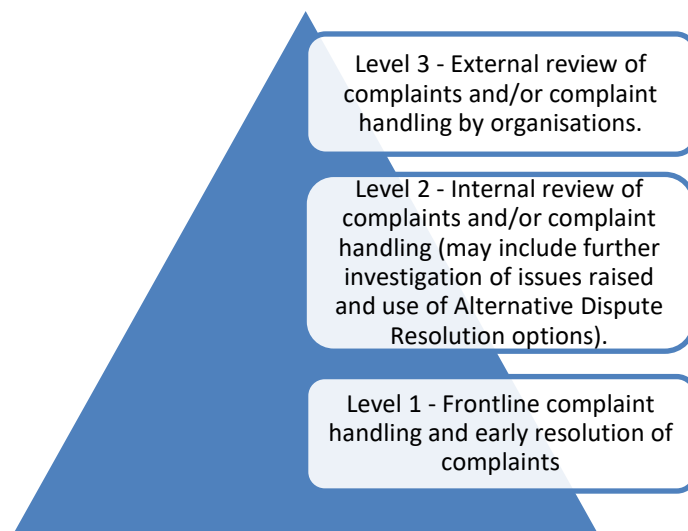 Level 3 - External review of
complaints and/or complaint
handling by organisations.
Level 2 - Internal review of
complaints and/or complaint
handling (may include further
investigation of issues raised
and use of Alternative Dispute
Resolution options).
Level 1 - Frontline complaint
handling and early resolution of
complaints